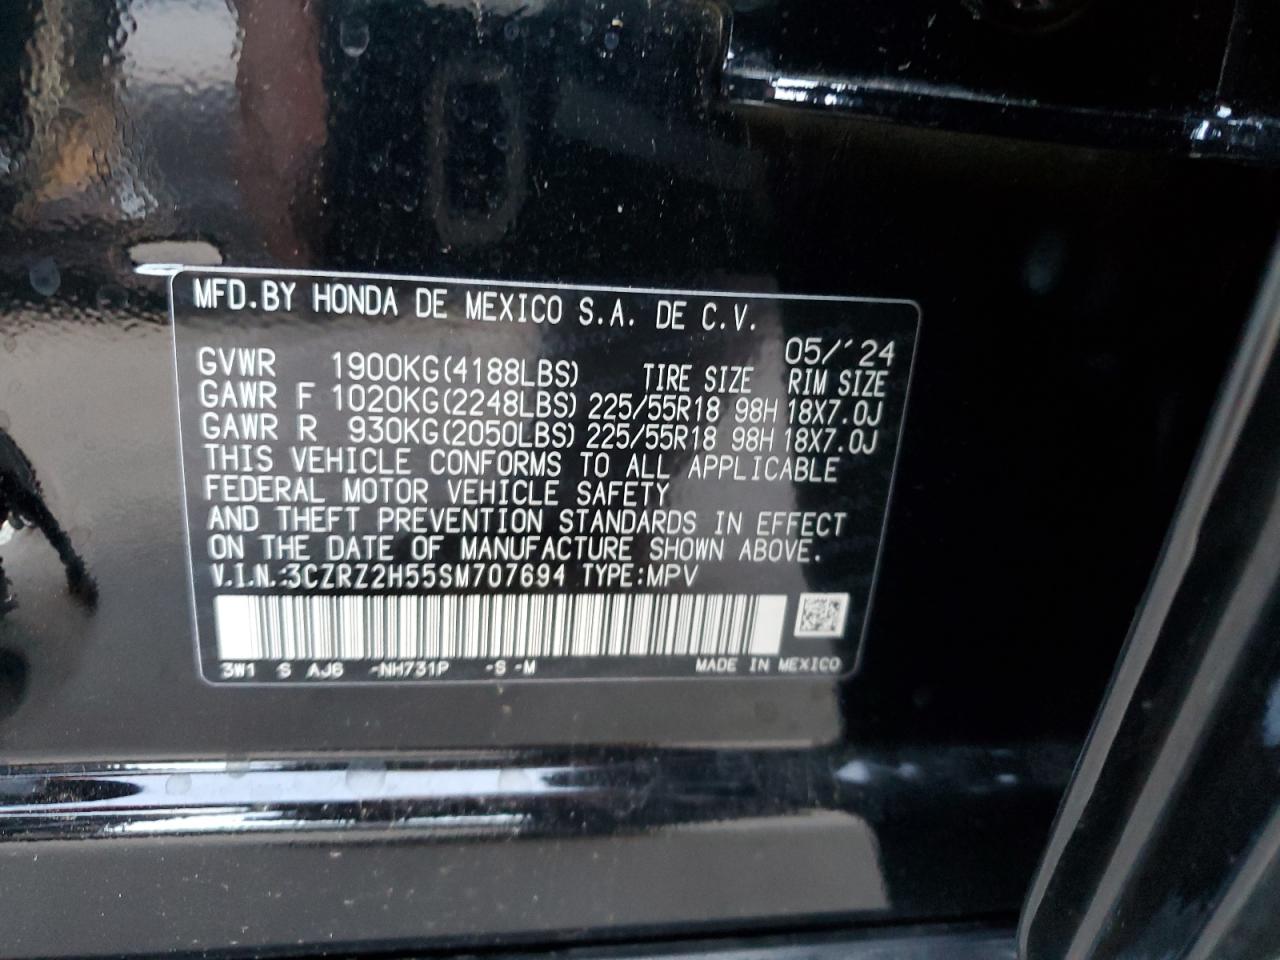 MFD.BY HONDA DE MEXICO S.A. DE C.V.
05/´24
GVWR 1900KG(4188LBS) TIRE SIZE RIM SIZE
GAWR F 1020KG(2248LBS) 225/55R18 98H 18X7.0J
GAWR R 930KG(2050LBS) 225/55R18 98H 18X7.0J
THIS VEHICLE CONFORMS TO ALL APPLICABLE
FEDERAL MOTOR VEHICLE SAFETY
AND THEFT PREVENTION STANDARDS IN EFFECT
ON THE DATE OF MANUFACTURE SHOWN ABOVE.
V.I.N.:3CZRZ2H55SM707694 TYPE:MPV
3W1 S AJ6 -NH731P -S -M MADE IN MEXICO